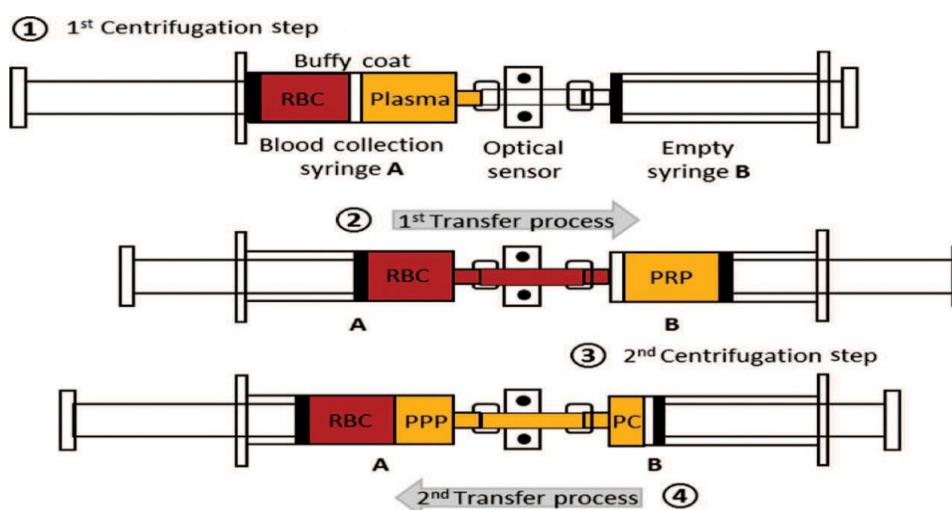 ① 1st Centrifugation step
Buffy coat
RBC Plasma
Blood collection syringe A
Optical sensor
Empty syringe B
② 1st Transfer process
RBC PRP
A B
③ 2nd Centrifugation step
RBC PPP PC
A B
2nd Transfer process ④